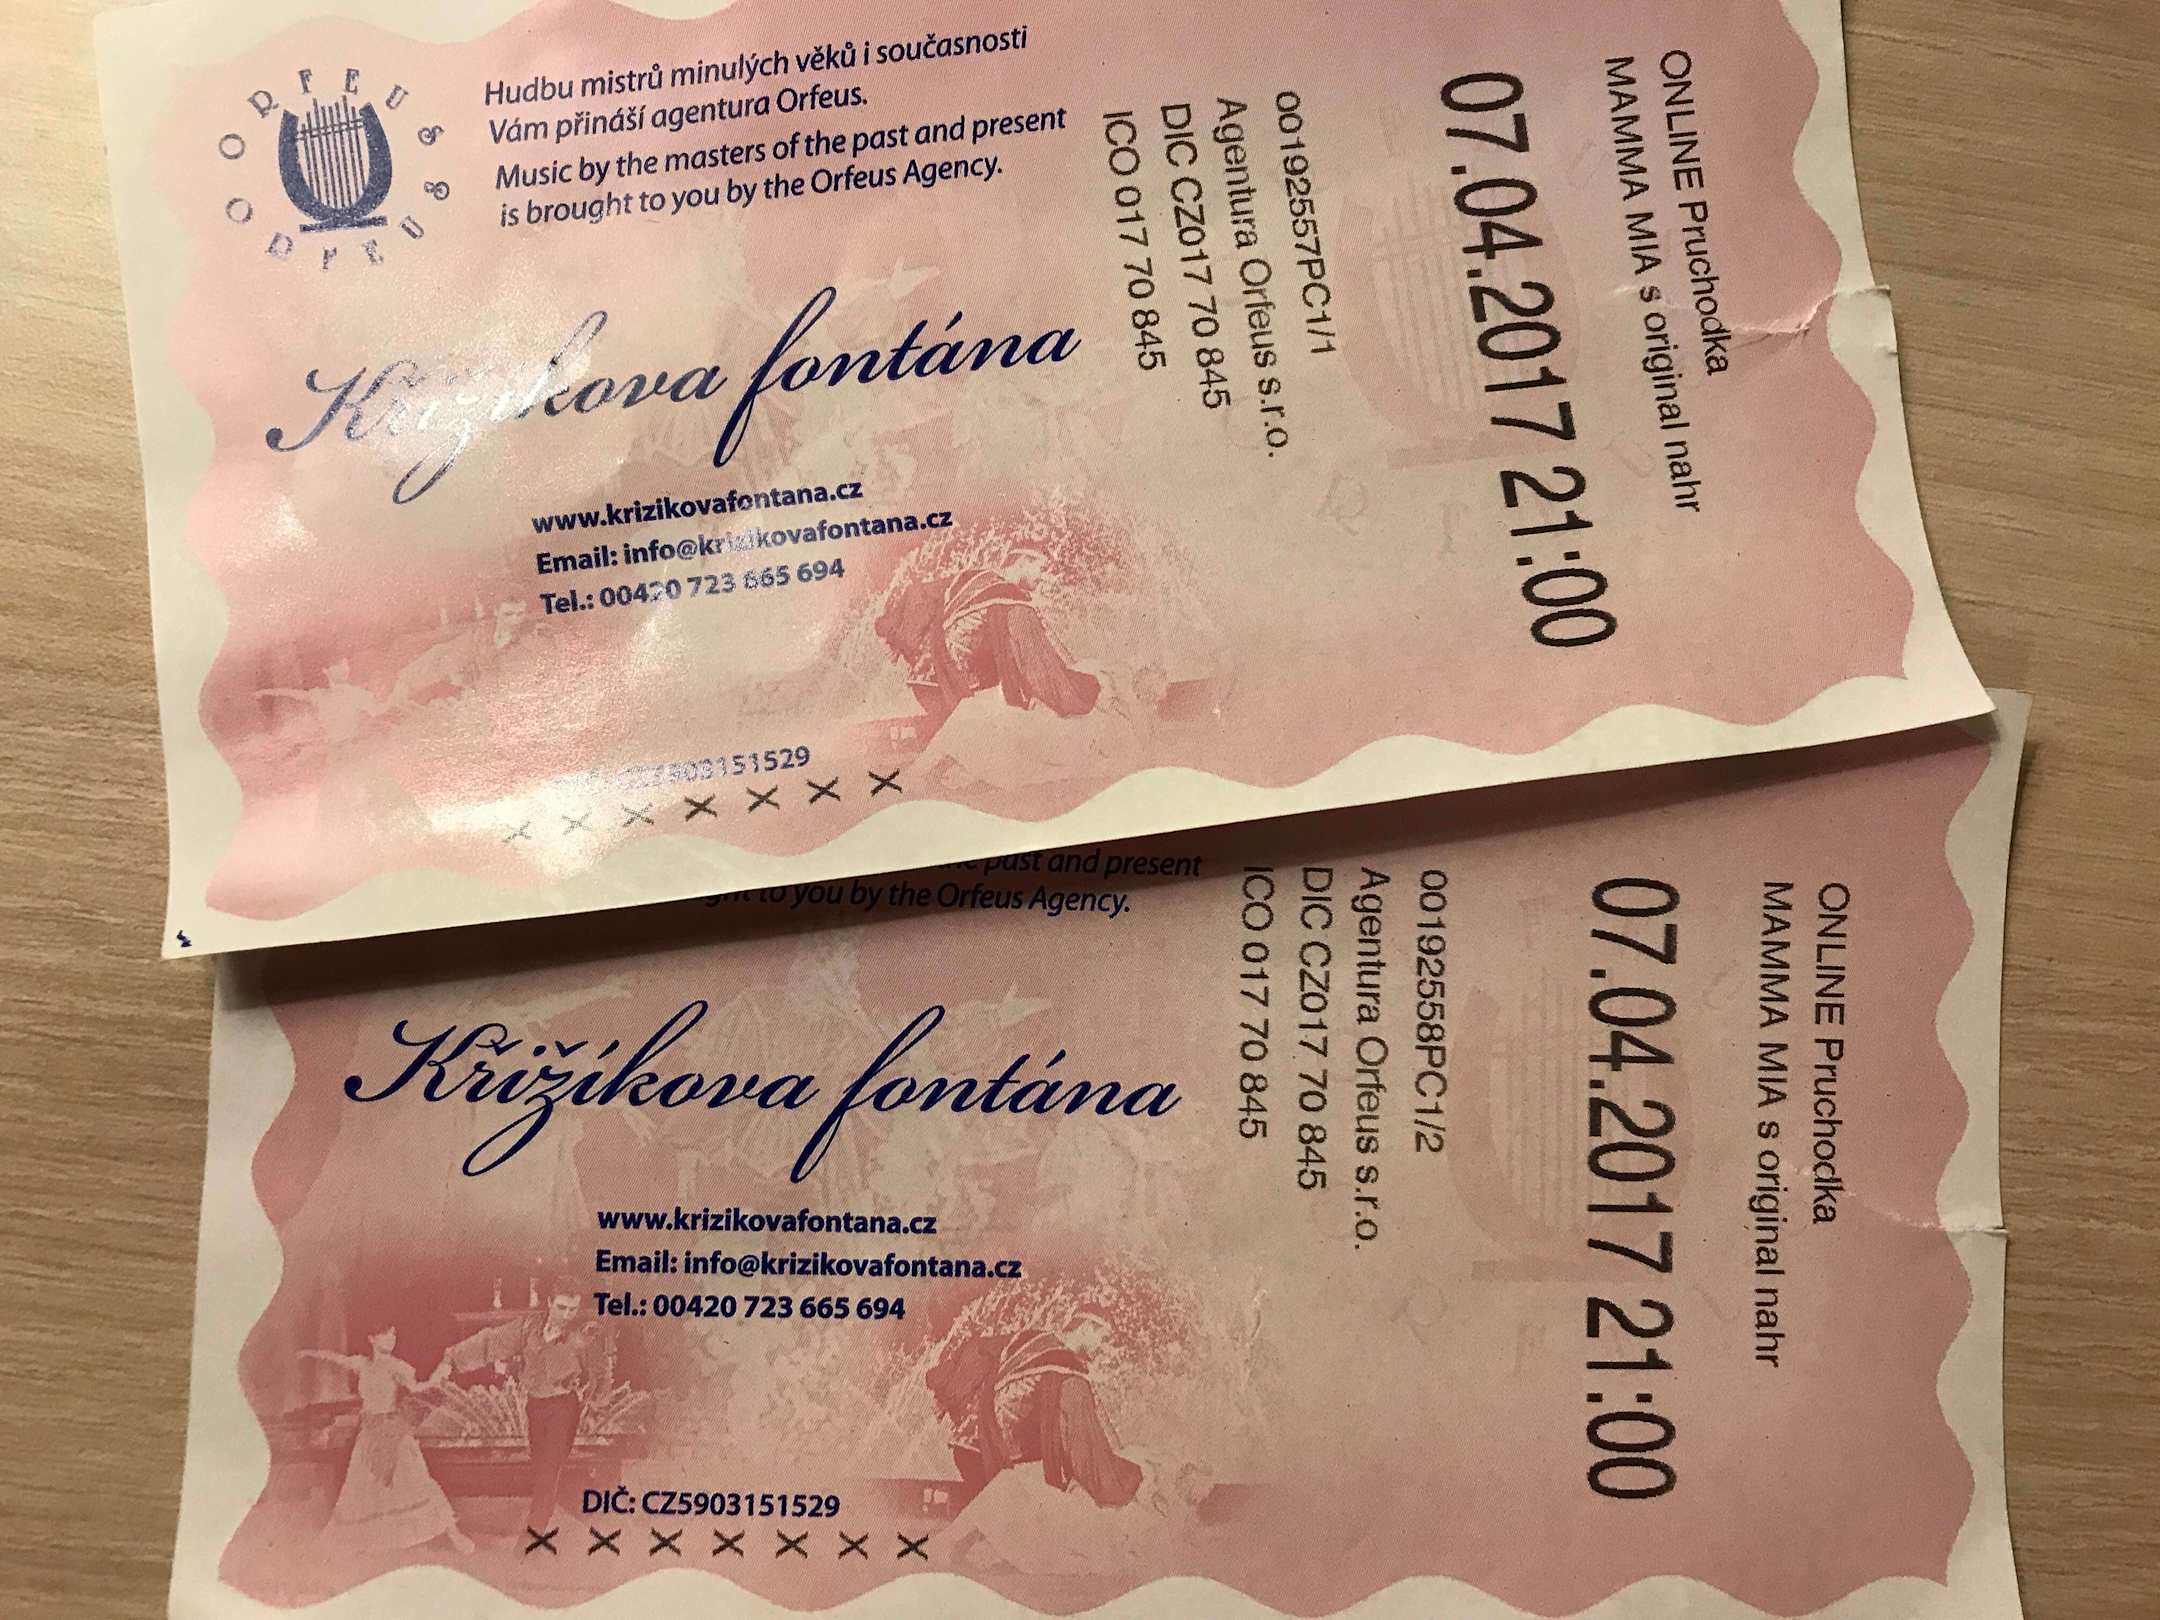 ORFEUS
ORFEUS
Hudbu mistrů minulých věků i současnosti
Vám přináší agentura Orfeus.
Music by the masters of the past and present
is brought to you by the Orfeus Agency.
Křižíkova fontána
www.krizikovafontana.cz
Email: info@krizikovafontana.cz
Tel.: 00420 723 665 694
CZ5903151529
X X X X X X X
ONLINE Pruchodka
MAMMA MIA s original nahr
07.04.2017 21:00
00192557PC1/1
Agentura Orfeus s.r.o.
DIC CZ017 70 845
ICO 017 70 845
past and present
to you by the Orfeus Agency.
Křižíkova fontána
www.krizikovafontana.cz
Email: info@krizikovafontana.cz
Tel.: 00420 723 665 694
DIČ: CZ5903151529
X X X X X X X
ONLINE Pruchodka
MAMMA MIA s original nahr
07.04.2017 21:00
00192558PC1/2
Agentura Orfeus s.r.o.
DIC CZ017 70 845
ICO 017 70 845